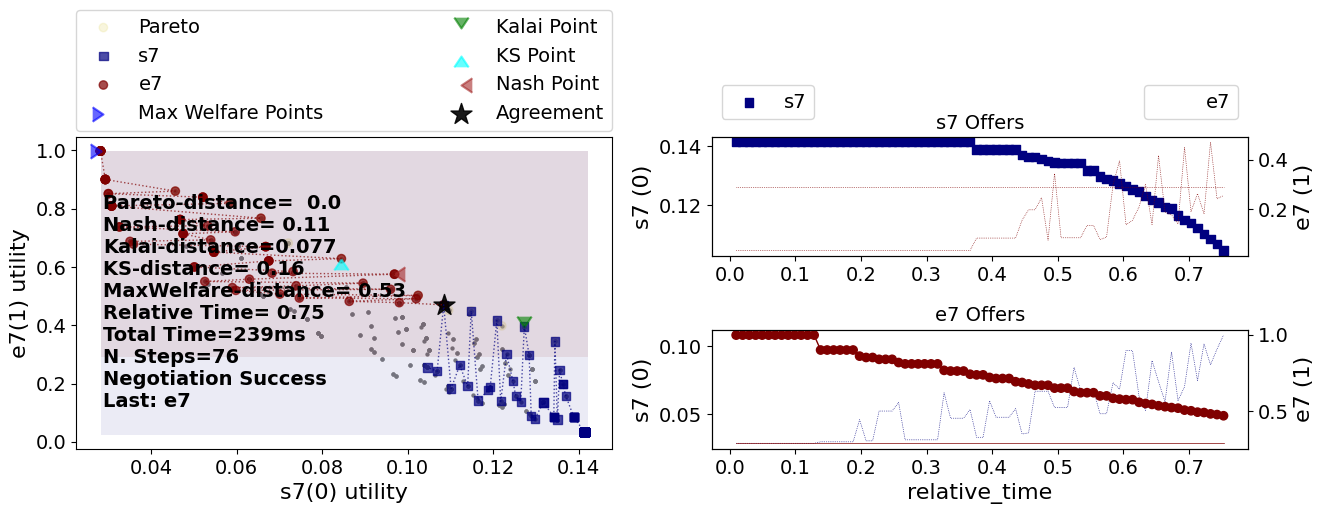 Pareto
s7
e7
Max Welfare Points
Kalai Point
KS Point
Nash Point
Agreement
1.0
0.8
0.6
0.4
0.2
0.0
e7(1) utility
Pareto-distance=  0.0
Nash-distance= 0.11
Kalai-distance=0.077
KS-distance= 0.16
MaxWelfare-distance= 0.53
Relative Time= 0.75
Total Time=239ms
N. Steps=76
Negotiation Success
Last: e7
0.04 0.06 0.08 0.10 0.12 0.14
s7(0) utility
s7
e7
s7 Offers
0.14
0.12
s7 (0)
0.4
0.2
e7 (1)
0.0 0.1 0.2 0.3 0.4 0.5 0.6 0.7
e7 Offers
0.10
0.05
s7 (0)
1.0
0.5
e7 (1)
0.0 0.1 0.2 0.3 0.4 0.5 0.6 0.7
relative_time